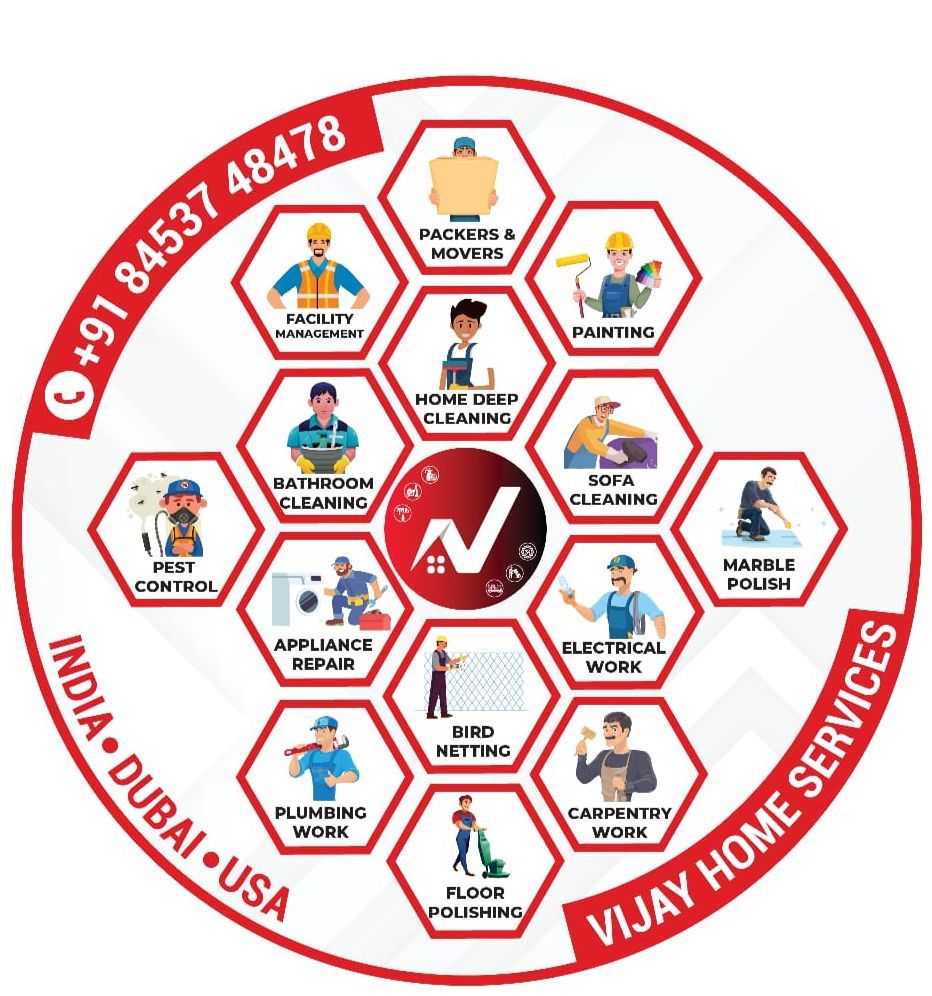 +91 84537 48478
PACKERS &
MOVERS
FACILITY
MANAGEMENT
PAINTING
HOME DEEP
CLEANING
BATHROOM
CLEANING
SOFA
CLEANING
PEST
CONTROL
MARBLE
POLISH
APPLIANCE
REPAIR
ELECTRICAL
WORK
BIRD
NETTING
PLUMBING
WORK
CARPENTRY
WORK
FLOOR
POLISHING
INDIA • DUBAI • USA
VIJAY HOME SERVICES